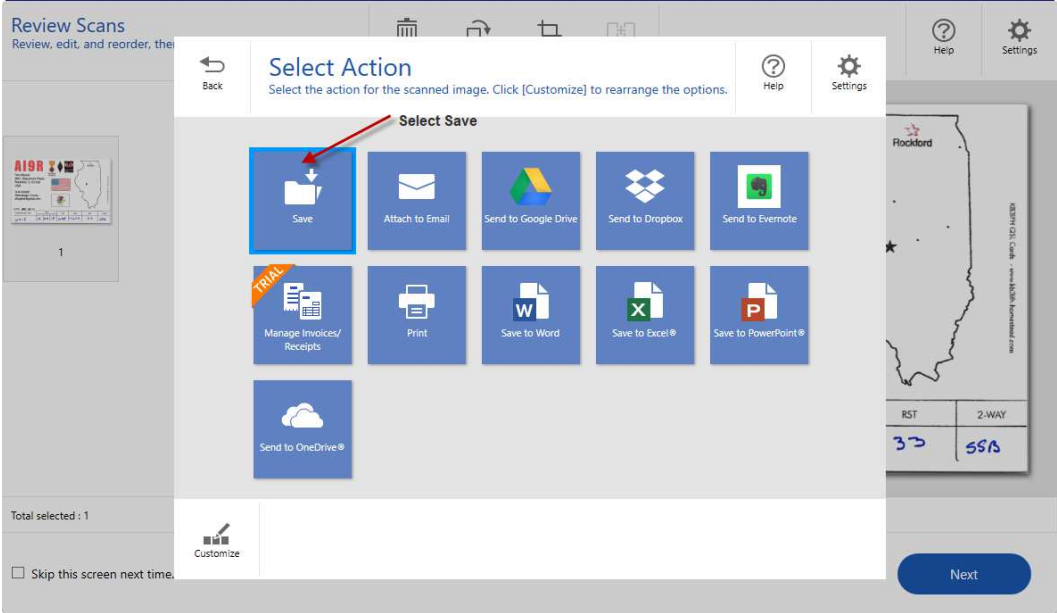 Review Scans
Review, edit, and reorder, the
Help
Settings
Back
Select Action
Select the action for the scanned image. Click [Customize] to rearrange the options.
Help
Settings
Select Save
Save
Attach to Email
Send to Google Drive
Send to Dropbox
Send to Evernote
TRIAL
Manage Invoices/
Receipts
Print
W
Save to Word
X
Save to Excel®
P
Save to PowerPoint®
Send to OneDrive®
AI9R
1
Rockford
RST
2-WAY
33
SSB
Total selected : 1
Customize
Skip this screen next time.
Next